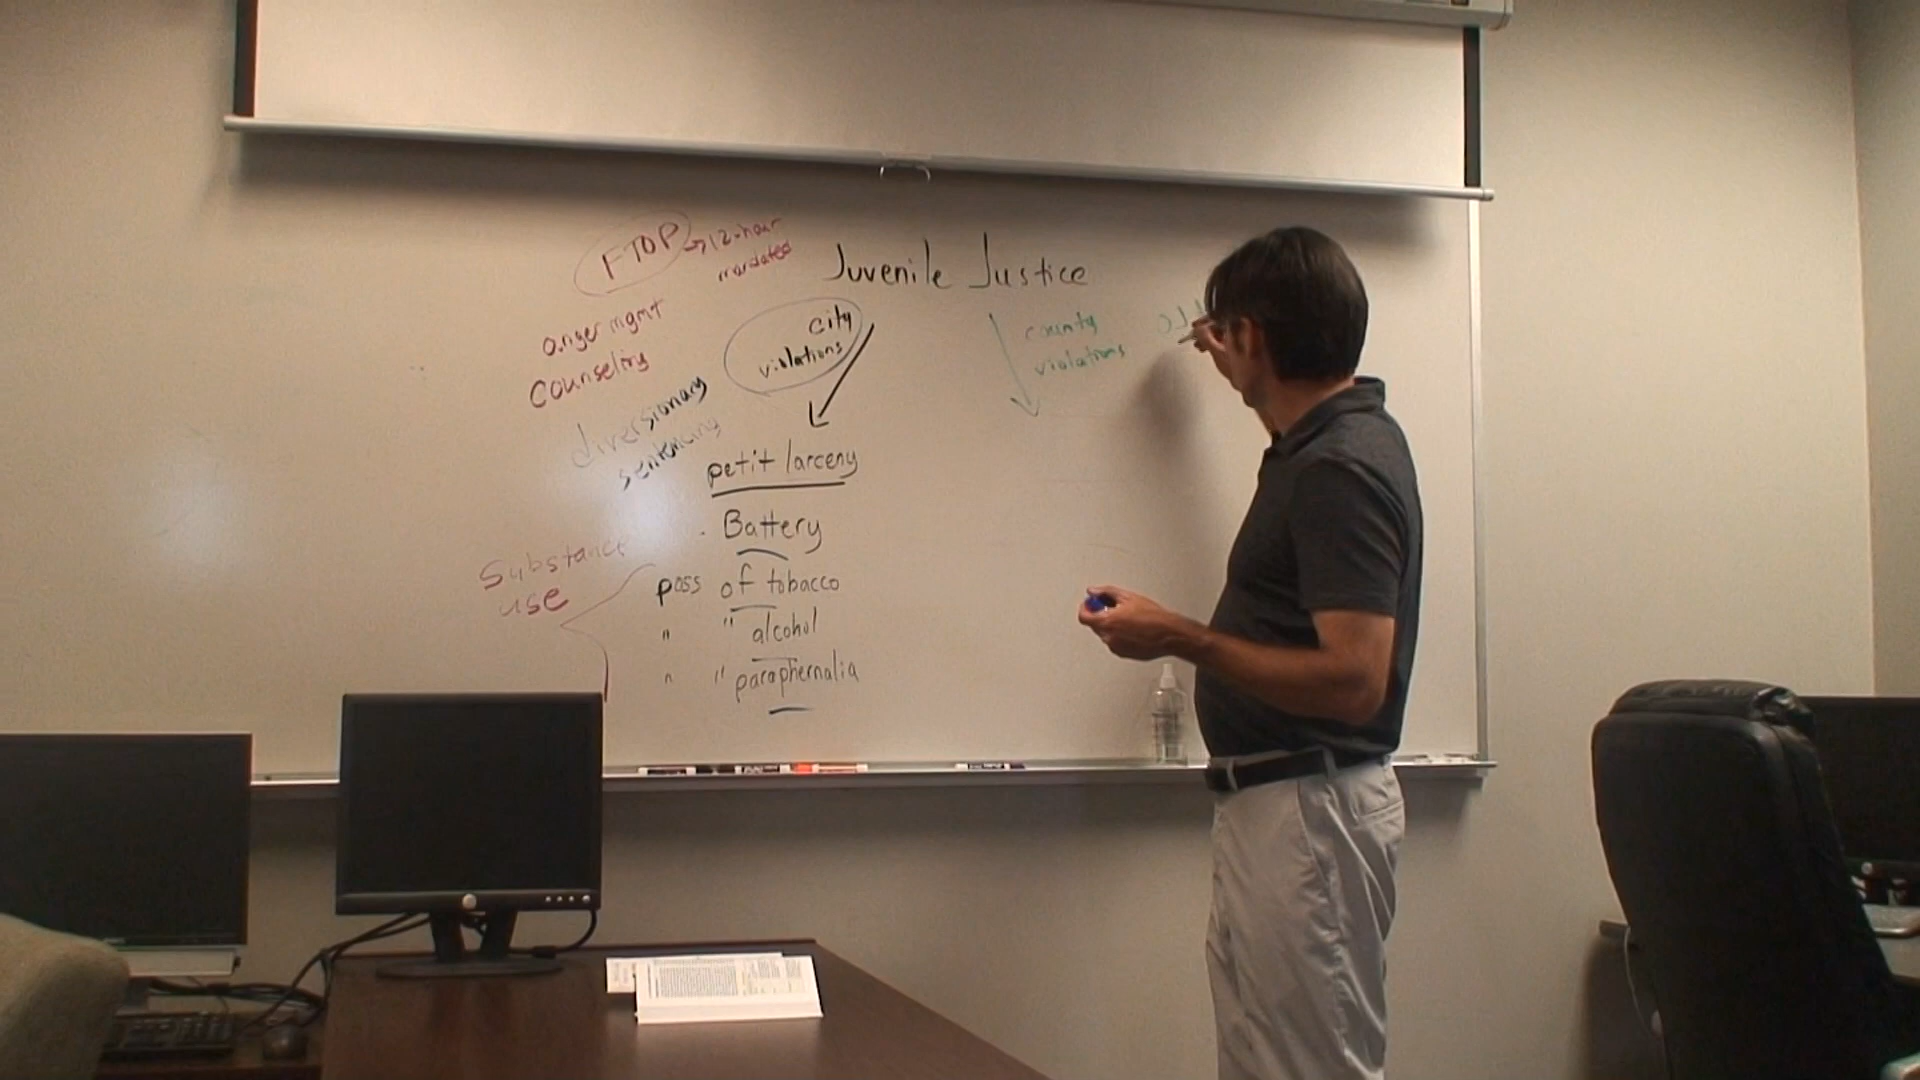 FTOP → 12-hour
mandated
Juvenile Justice
anger mgmt
counseling
city
violations
county
violations
diversionary
sentencing
petit larceny
. Battery
Substance
use
poss of tobacco
" " alcohol
" " paraphernalia